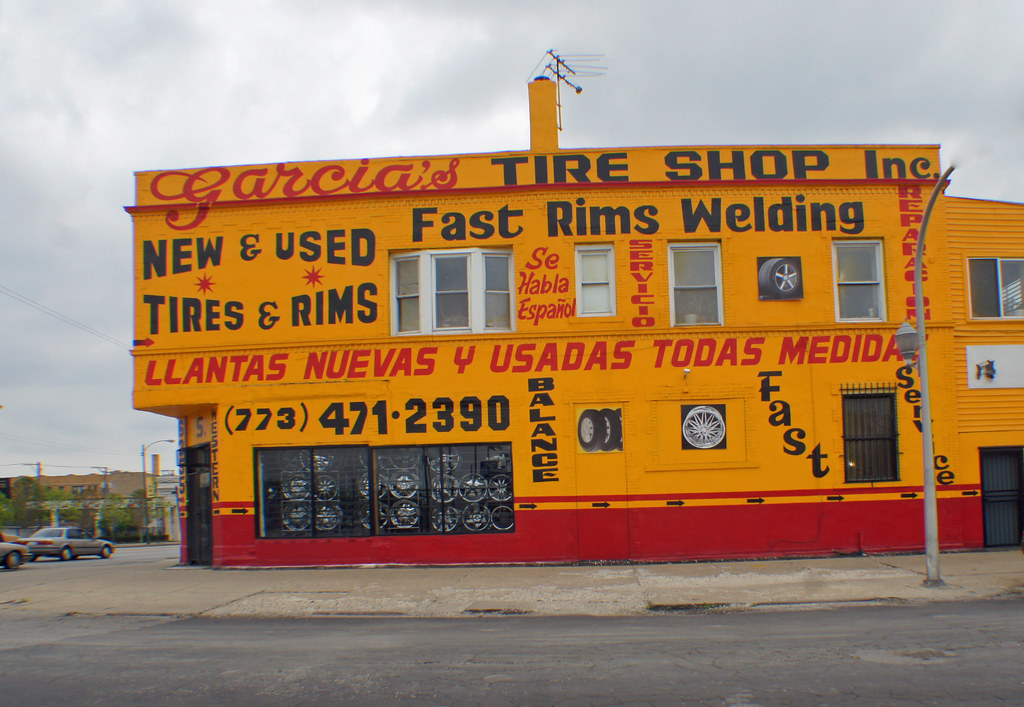 Garcia's TIRE SHOP Inc.
Fast Rims Welding
NEW & USED
TIRES & RIMS
Se
Habla
Español
SERVICIO
LLANTAS NUEVAS Y USADAS TODAS
(773) 471·2390
BALANCE
Fast
S.